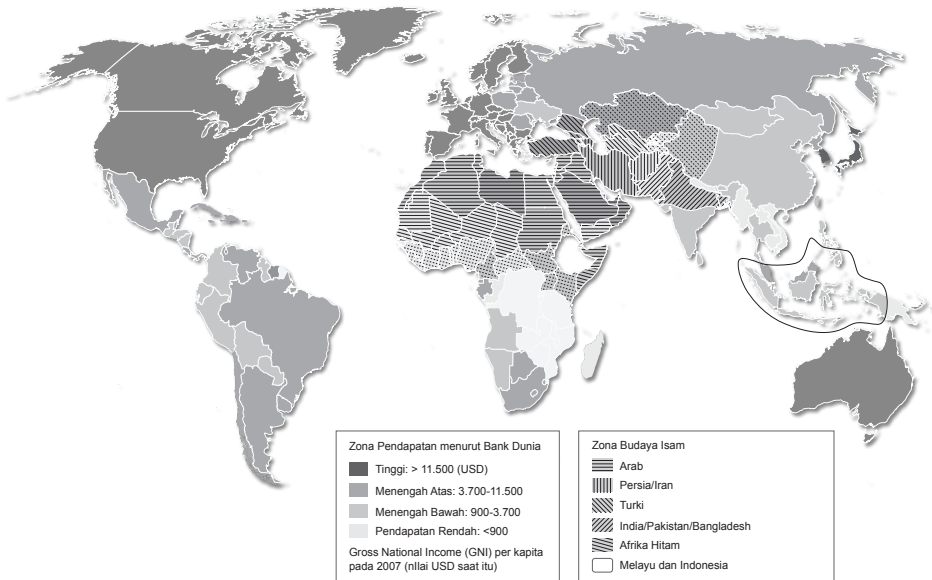 Zona Pendapatan menurut Bank Dunia
Tinggi: > 11.500 (USD)
Menengah Atas: 3.700-11.500
Menengah Bawah: 900-3.700
Pendapatan Rendah: <900
Gross National Income (GNI) per kapita
pada 2007 (nIlai USD saat itu)
Zona Budaya Isam
Arab
Persia/Iran
Turki
India/Pakistan/Bangladesh
Afrika Hitam
Melayu dan Indonesia